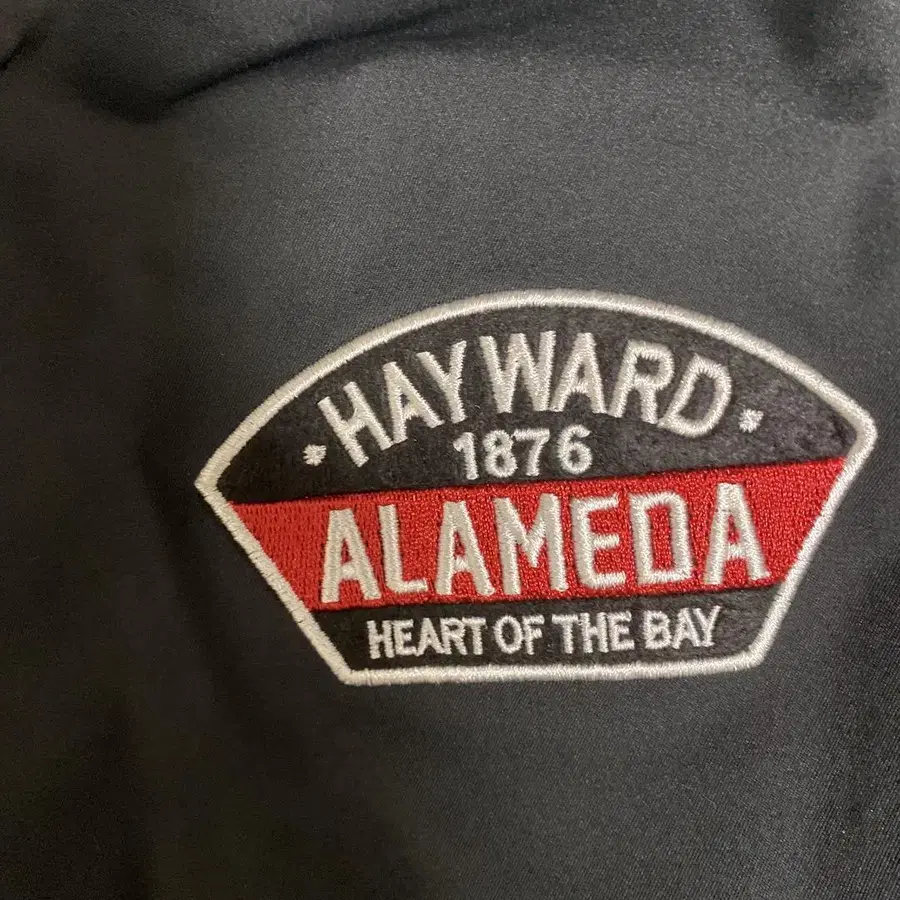 HAYWARD
1876
ALAMEDA
HEART OF THE BAY